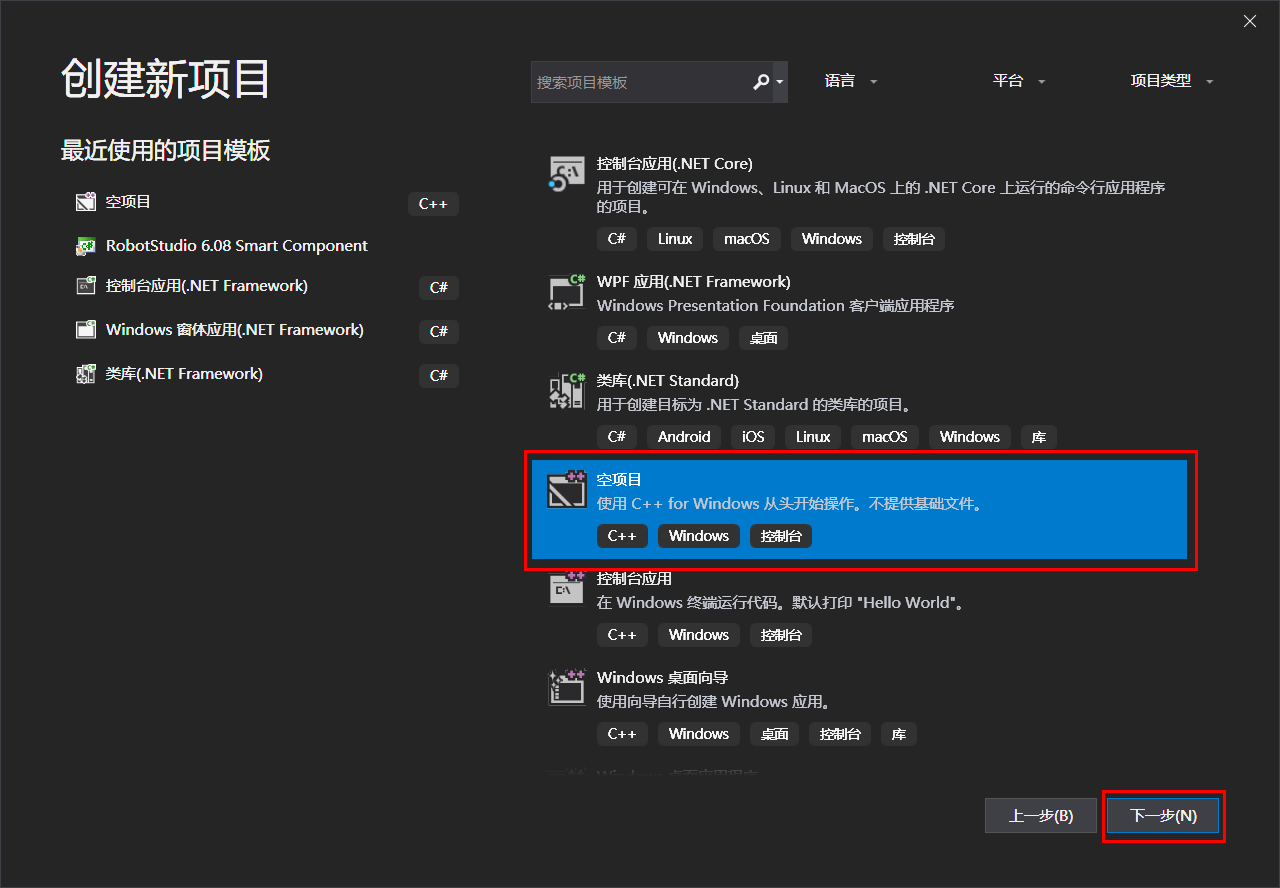 创建新项目
搜索项目模板
语言
平台
项目类型
最近使用的项目模板
空项目
C++
RobotStudio 6.08 Smart Component
控制台应用(.NET Framework)
C#
Windows 窗体应用(.NET Framework)
C#
类库(.NET Framework)
C#
控制台应用(.NET Core)
用于创建可在 Windows、Linux 和 MacOS 上的 .NET Core 上运行的命令行应用程序
的项目。
C# Linux macOS Windows 控制台
WPF 应用(.NET Framework)
Windows Presentation Foundation 客户端应用程序
C# Windows 桌面
类库(.NET Standard)
用于创建目标为 .NET Standard 的类库的项目。
C# Android iOS Linux macOS Windows 库
空项目
使用 C++ for Windows 从头开始操作。不提供基础文件。
C++ Windows 控制台
控制台应用
在 Windows 终端运行代码。默认打印 "Hello World"。
C++ Windows 控制台
Windows 桌面向导
使用向导自行创建 Windows 应用。
C++ Windows 桌面 控制台 库
Windows 桌面应用程序
上一步(B)
下一步(N)